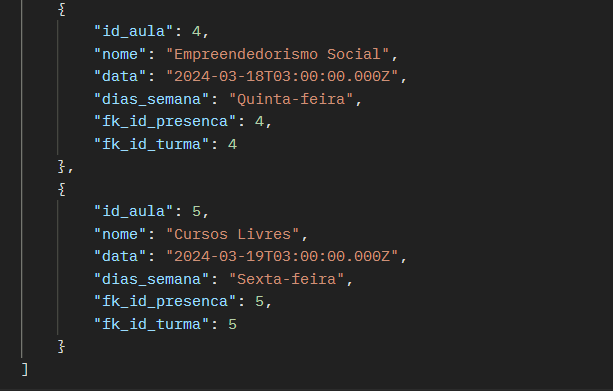 {
"id_aula": 4,
"nome": "Empreendedorismo Social",
"data": "2024-03-18T03:00:00.000Z",
"dias_semana": "Quinta-feira",
"fk_id_presenca": 4,
"fk_id_turma": 4
},
{
"id_aula": 5,
"nome": "Cursos Livres",
"data": "2024-03-19T03:00:00.000Z",
"dias_semana": "Sexta-feira",
"fk_id_presenca": 5,
"fk_id_turma": 5
}
]